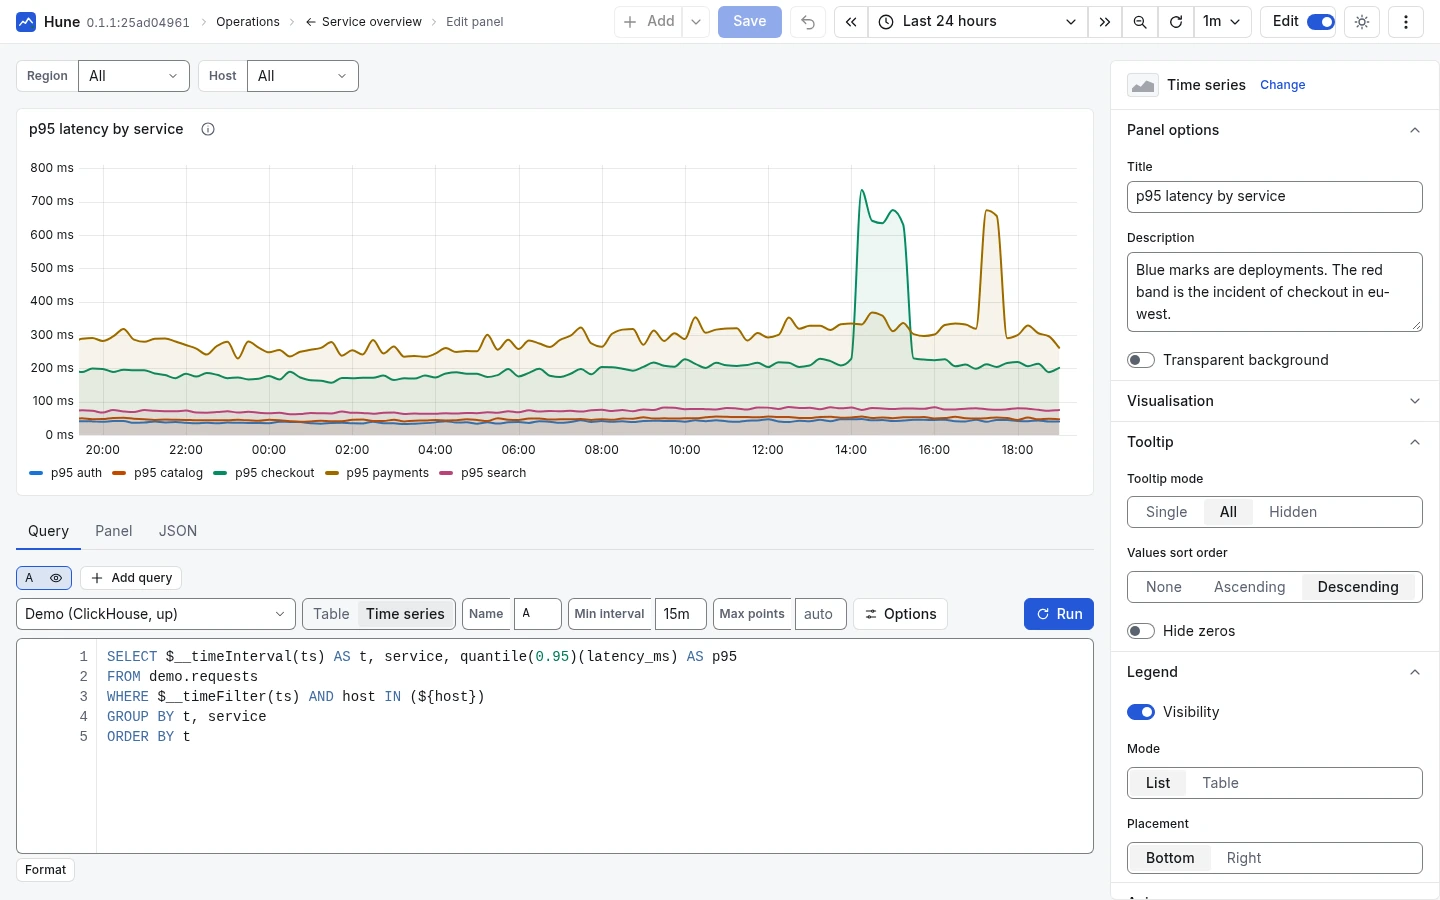 Hune 0.1.1:25ad04961 Operations ← Service overview Edit panel Add Save Last 24 hours 1m Edit
Region All Host All
p95 latency by service
800 ms
700 ms
600 ms
500 ms
400 ms
300 ms
200 ms
100 ms
0 ms
20:00 22:00 00:00 02:00 04:00 06:00 08:00 10:00 12:00 14:00 16:00 18:00
p95 auth p95 catalog p95 checkout p95 payments p95 search
Query Panel JSON
A Add query
Demo (ClickHouse, up) Table Time series Name A Min interval 15m Max points auto Options Run
1 SELECT $__timeInterval(ts) AS t, service, quantile(0.95)(latency_ms) AS p95
2 FROM demo.requests
3 WHERE $__timeFilter(ts) AND host IN (${host})
4 GROUP BY t, service
5 ORDER BY t
Format
Time series Change
Panel options
Title
p95 latency by service
Description
Blue marks are deployments. The red
band is the incident of checkout in eu-
west.
Transparent background
Visualisation
Tooltip
Tooltip mode
Single All Hidden
Values sort order
None Ascending Descending
Hide zeros
Legend
Visibility
Mode
List Table
Placement
Bottom Right